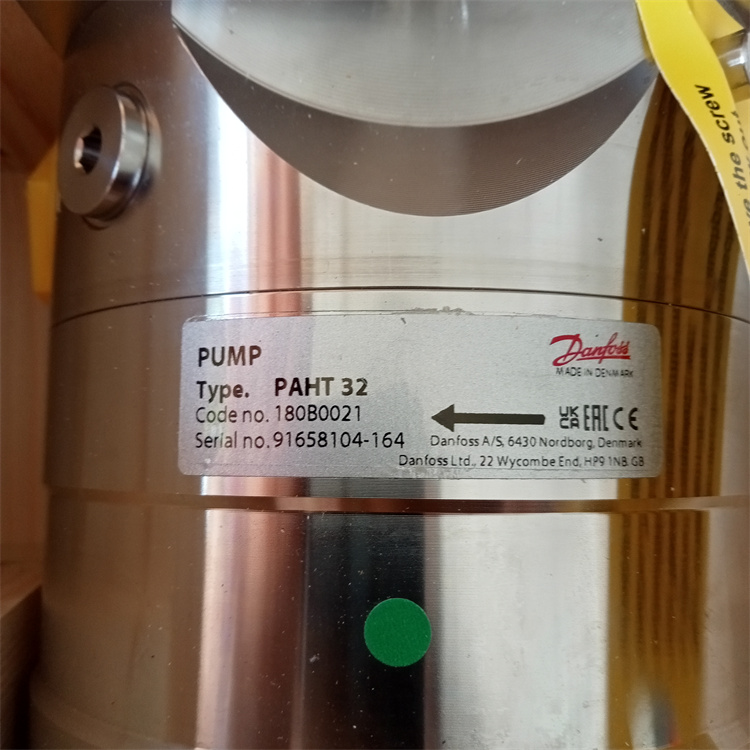 PUMP
Type. PAHT 32
Code no. 180B0021
Serial no. 91658104-164
Danfoss
MADE IN DENMARK
UK
CA EAC CE
Danfoss A/S, 6430 Nordborg, Denmark
Danfoss Ltd., 22 Wycombe End, HP9 1NB GB
the screw